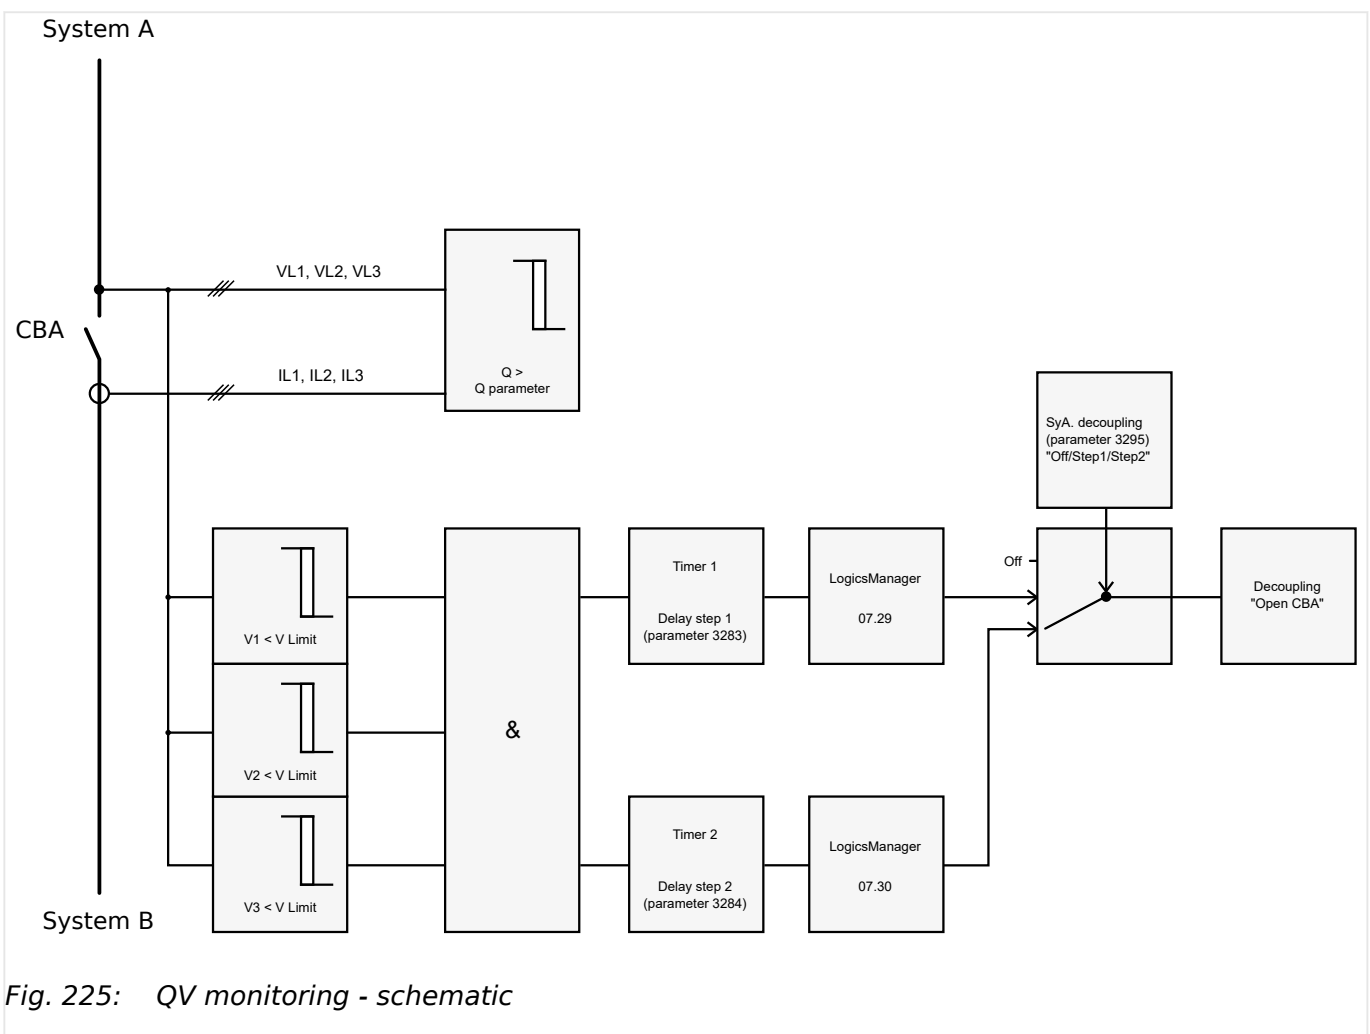 System A
VL1, VL2, VL3
CBA
IL1, IL2, IL3
Q >
Q parameter
SyA. decoupling
(parameter 3295)
"Off/Step1/Step2"
Off
V1 < V Limit
Timer 1
Delay step 1
(parameter 3283)
LogicsManager
07.29
Decoupling
"Open CBA"
V2 < V Limit
&
V3 < V Limit
Timer 2
Delay step 2
(parameter 3284)
LogicsManager
07.30
System B
Fig. 225: QV monitoring - schematic